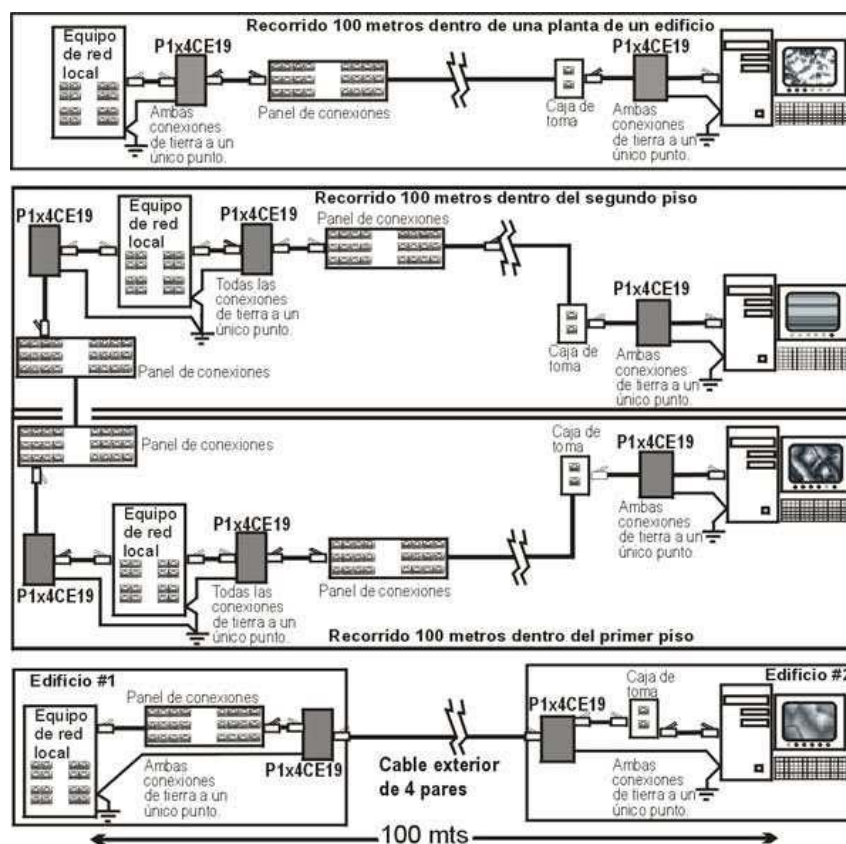 Recorrido 100 metros dentro de una planta de un edificio
Equipo
de red
local
P1x4CE19
Ambas
conexiones
de tierra a un
único punto.
Panel de conexiones
Caja de
toma
P1x4CE19
Ambas
conexiones
de tierra a un
único punto.
Recorrido 100 metros dentro del segundo piso
P1x4CE19
Equipo
de red
local
P1x4CE19
Todas las
conexiones
de tierra a un
único punto.
Panel de conexiones
Caja de
toma
P1x4CE19
Ambas
conexiones
de tierra a un
único punto.
Panel de conexiones
Panel de conexiones
P1x4CE19
Equipo
de red
local
P1x4CE19
Todas las
conexiones
de tierra a un
único punto.
Panel de conexiones
Caja de
toma
P1x4CE19
Ambas
conexiones
de tierra a un
único punto.
Recorrido 100 metros dentro del primer piso
Edificio #1
Equipo
de red
local
Panel de conexiones
P1x4CE19
Ambas
conexiones
de tierra a un
único punto.
Cable exterior
de 4 pares
Edificio #2
P1x4CE19
Caja de
toma
Ambas
conexiones
de tierra a un
único punto.
100 mts